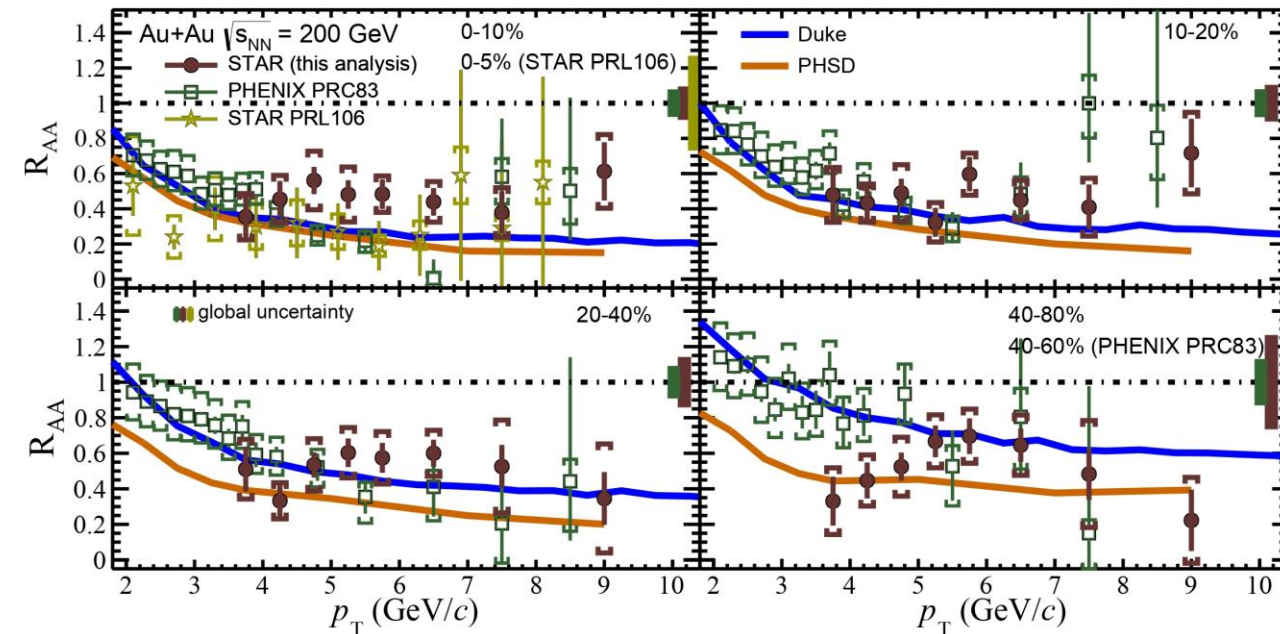 Au+Au √sNN = 200 GeV
0-10%
STAR (this analysis)
0-5% (STAR PRL106)
PHENIX PRC83
STAR PRL106
Duke
10-20%
PHSD
1.4
1.2
1
0.8
0.6
0.4
0.2
0
RAA
global uncertainty
20-40%
40-80%
40-60% (PHENIX PRC83)
1.4
1.2
1
0.8
0.6
0.4
0.2
0
RAA
2 3 4 5 6 7 8 9 10
2 3 4 5 6 7 8 9 10
pT (GeV/c)
pT (GeV/c)